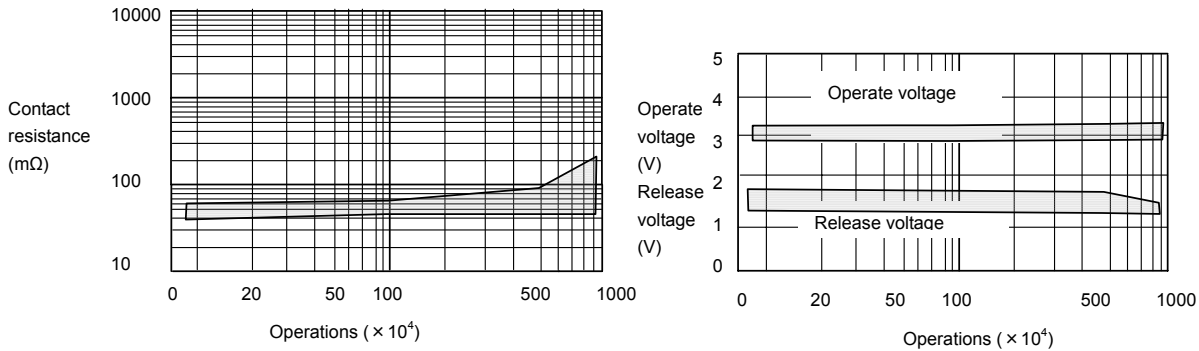 10000
1000
100
10
Contact
resistance
(mΩ)
0 20 50 100 500 1000
Operations (×10⁴)
5
4
3
2
1
0
Operate
voltage
(V)
Release
voltage
(V)
Operate voltage
Release voltage
0 20 50 100 500 1000
Operations (×10⁴)